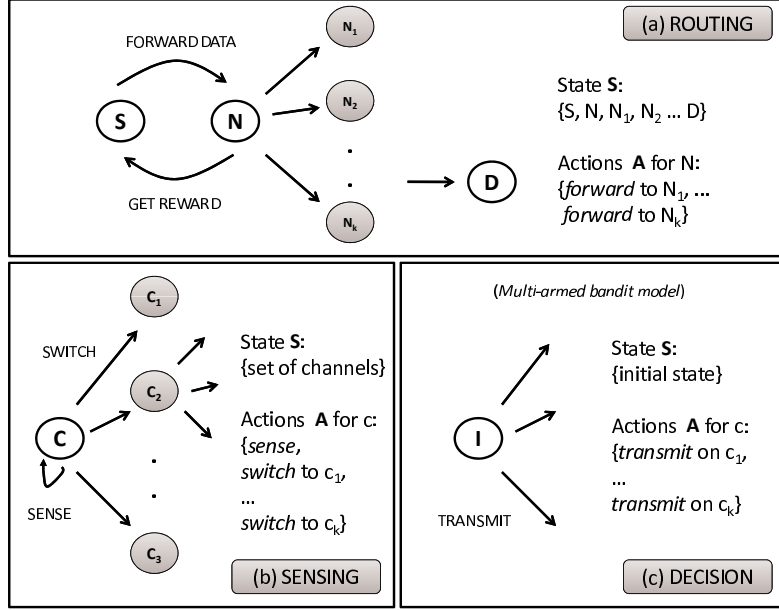 (a) ROUTING
FORWARD DATA
S
N
GET REWARD
N1
N2
.
.
Nk
D
State S:
{S, N, N1, N2 ... D}
Actions A for N:
{forward to N1, ...
forward to Nk}
C1
SWITCH
C2
C
.
.
SENSE
C3
State S:
{set of channels}
Actions A for c:
{sense,
switch to c1,
...
switch to ck}
(b) SENSING
(Multi-armed bandit model)
I
TRANSMIT
State S:
{initial state}
Actions A for c:
{transmit on c1,
...
transmit on ck}
(c) DECISION